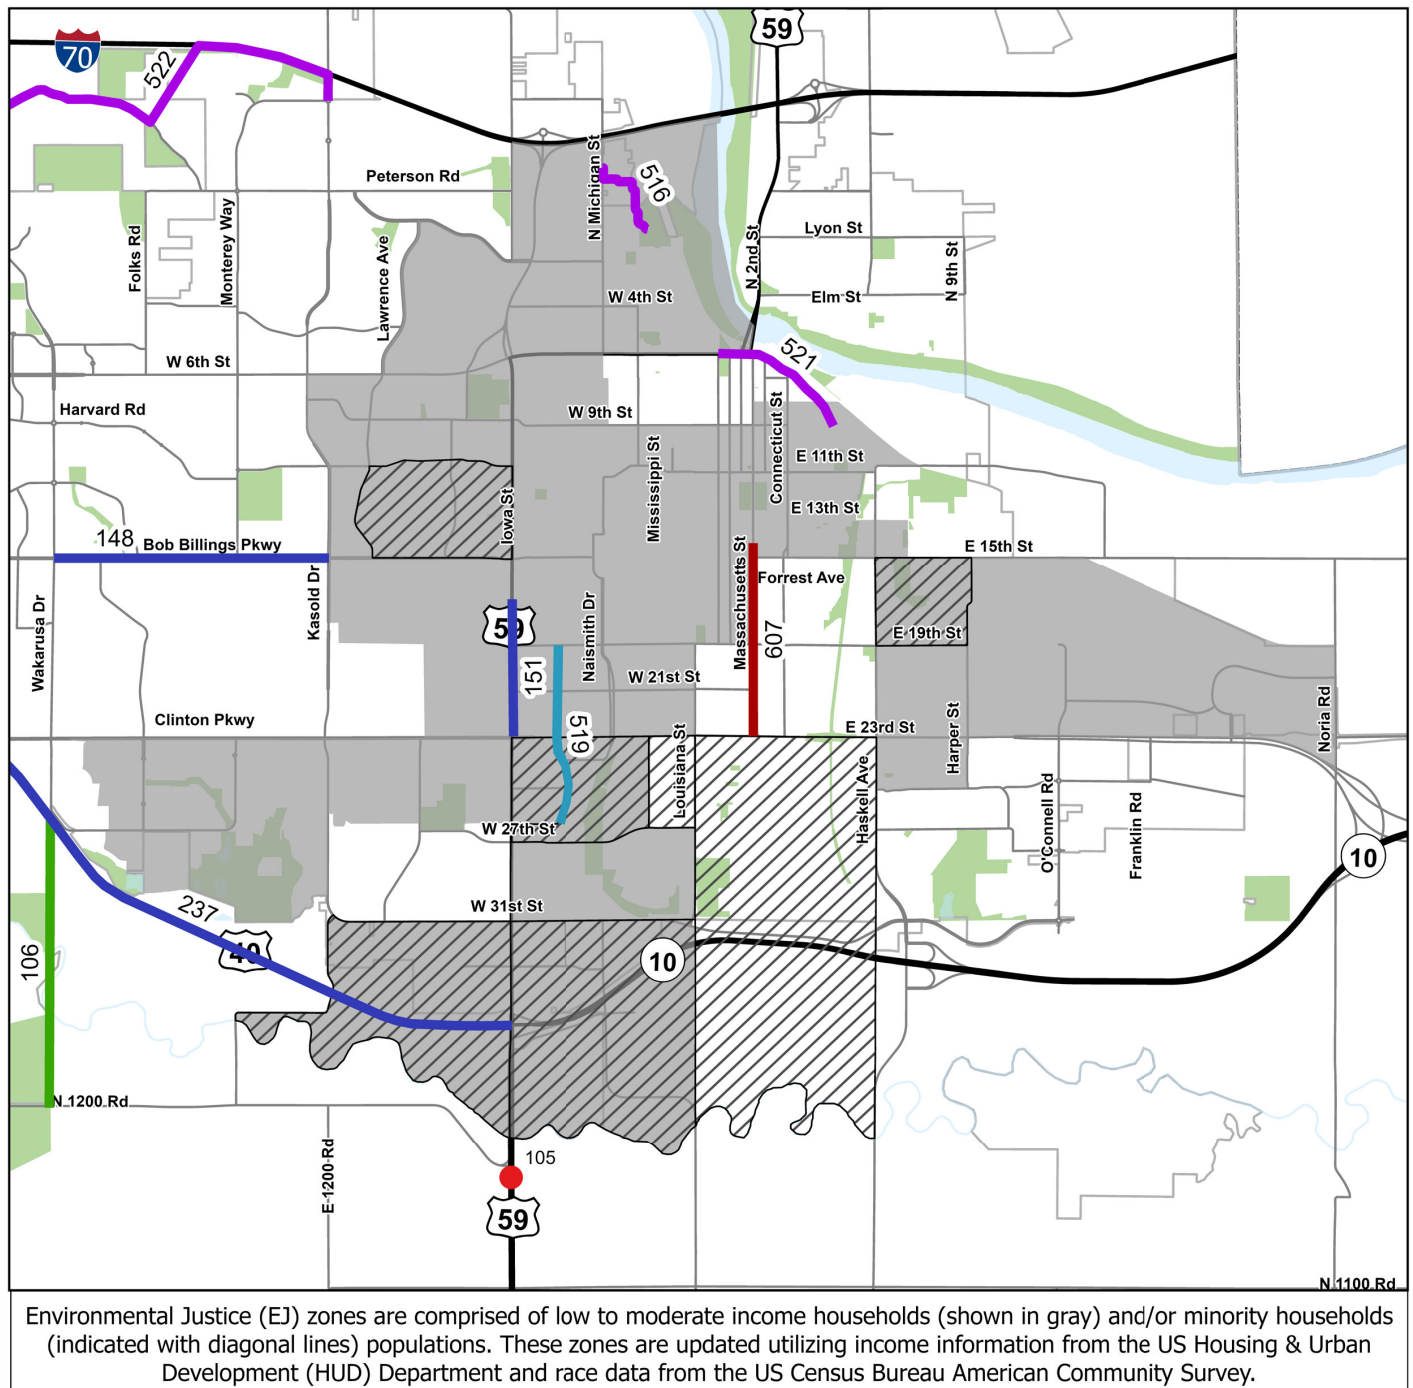 59
70
522
N Michigan St
516
Peterson Rd
Folks Rd
Monterey Way
Lawrence Ave
N 2nd St
Lyon St
N 9th St
W 4th St
Elm St
W 6th St
521
Harvard Rd
W 9th St
Connecticut St
Mississippi St
E 11th St
Iowa St
E 13th St
148
Bob Billings Pkwy
E 15th St
Massachusetts St
Forrest Ave
Kasold Dr
Wakarusa Dr
59
Naismith Dr
607
E 19th St
151
W 21st St
Clinton Pkwy
519
Louisiana St
E 23rd St
Harper St
Noria Rd
Haskell Ave
O'Connell Rd
Franklin Rd
W 27th St
10
237
W 31st St
40
10
106
N 1200 Rd
E 1200 Rd
105
59
N 1100 Rd
Environmental Justice (EJ) zones are comprised of low to moderate income households (shown in gray) and/or minority households
(indicated with diagonal lines) populations. These zones are updated utilizing income information from the US Housing & Urban
Development (HUD) Department and race data from the US Census Bureau American Community Survey.